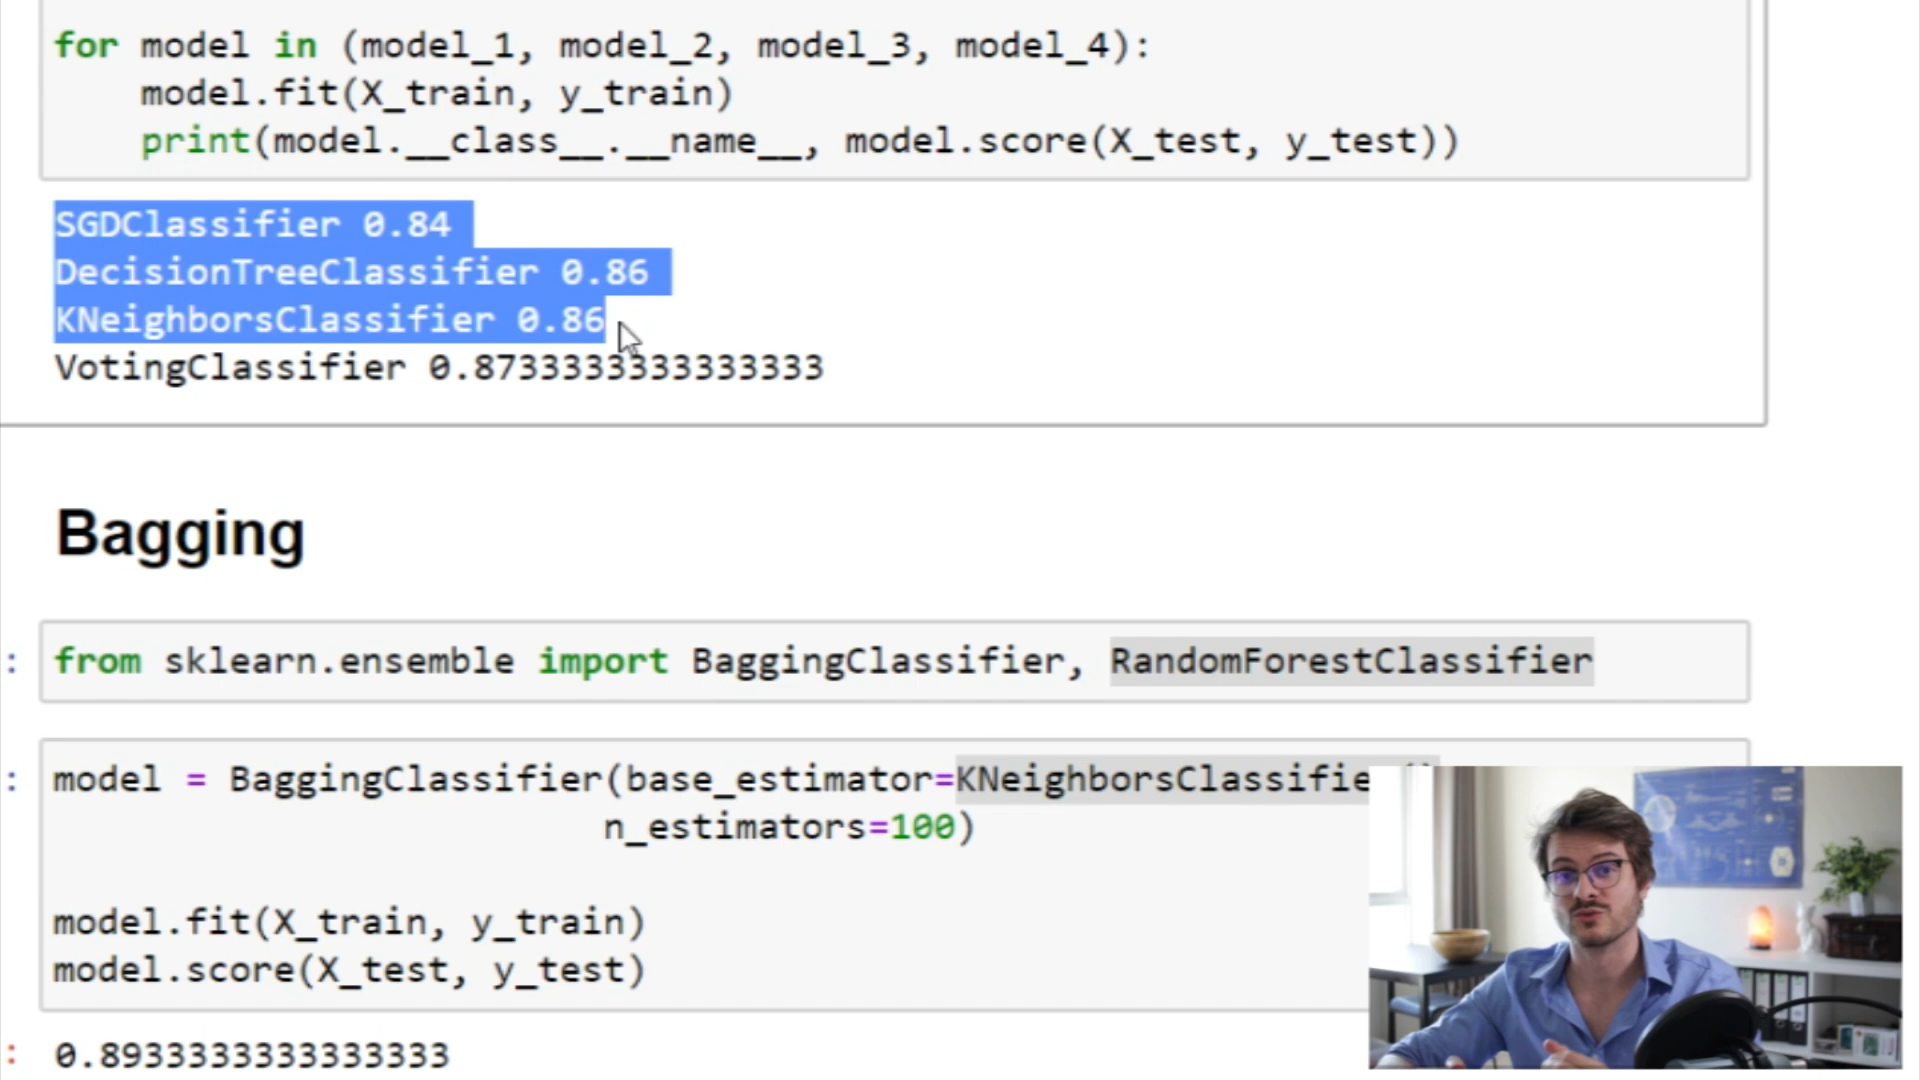 for model in (model_1, model_2, model_3, model_4):
model.fit(X_train, y_train)
print(model.__class__.__name__, model.score(X_test, y_test))
SGDClassifier 0.84
DecisionTreeClassifier 0.86
KNeighborsClassifier 0.86
VotingClassifier 0.8733333333333333
Bagging
: from sklearn.ensemble import BaggingClassifier, RandomForestClassifier
: model = BaggingClassifier(base_estimator=KNeighborsClassifie
n_estimators=100)
model.fit(X_train, y_train)
model.score(X_test, y_test)
: 0.8933333333333333